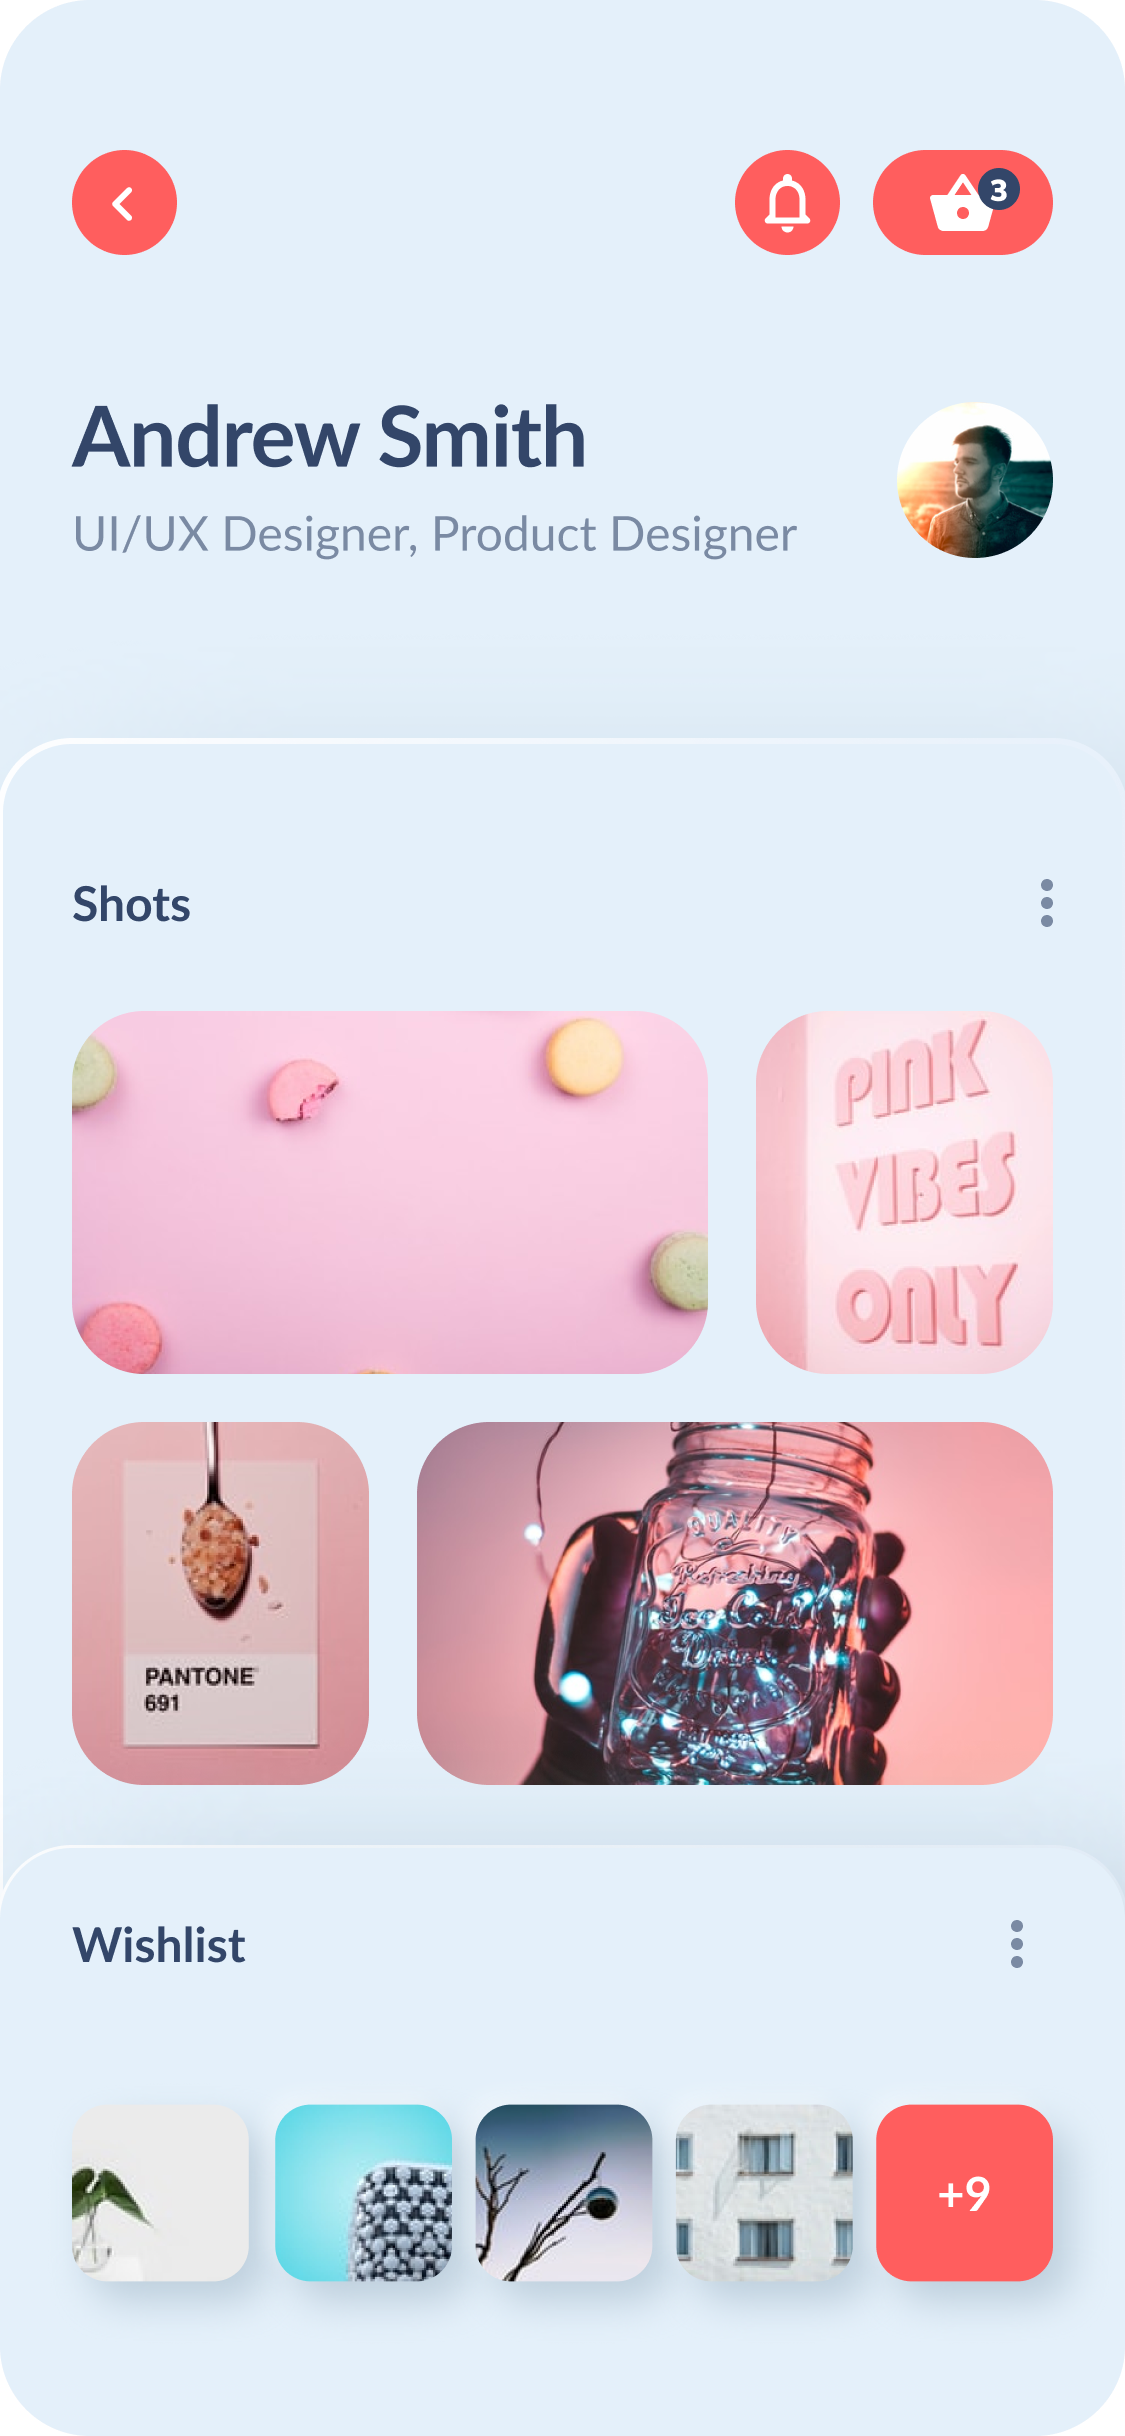 3
Andrew Smith
UI/UX Designer, Product Designer
Shots
PINK
VIBES
ONLY
PANTONE
691
QUALITY
Refreshing
Ice Cold
Drink
Wishlist
+9